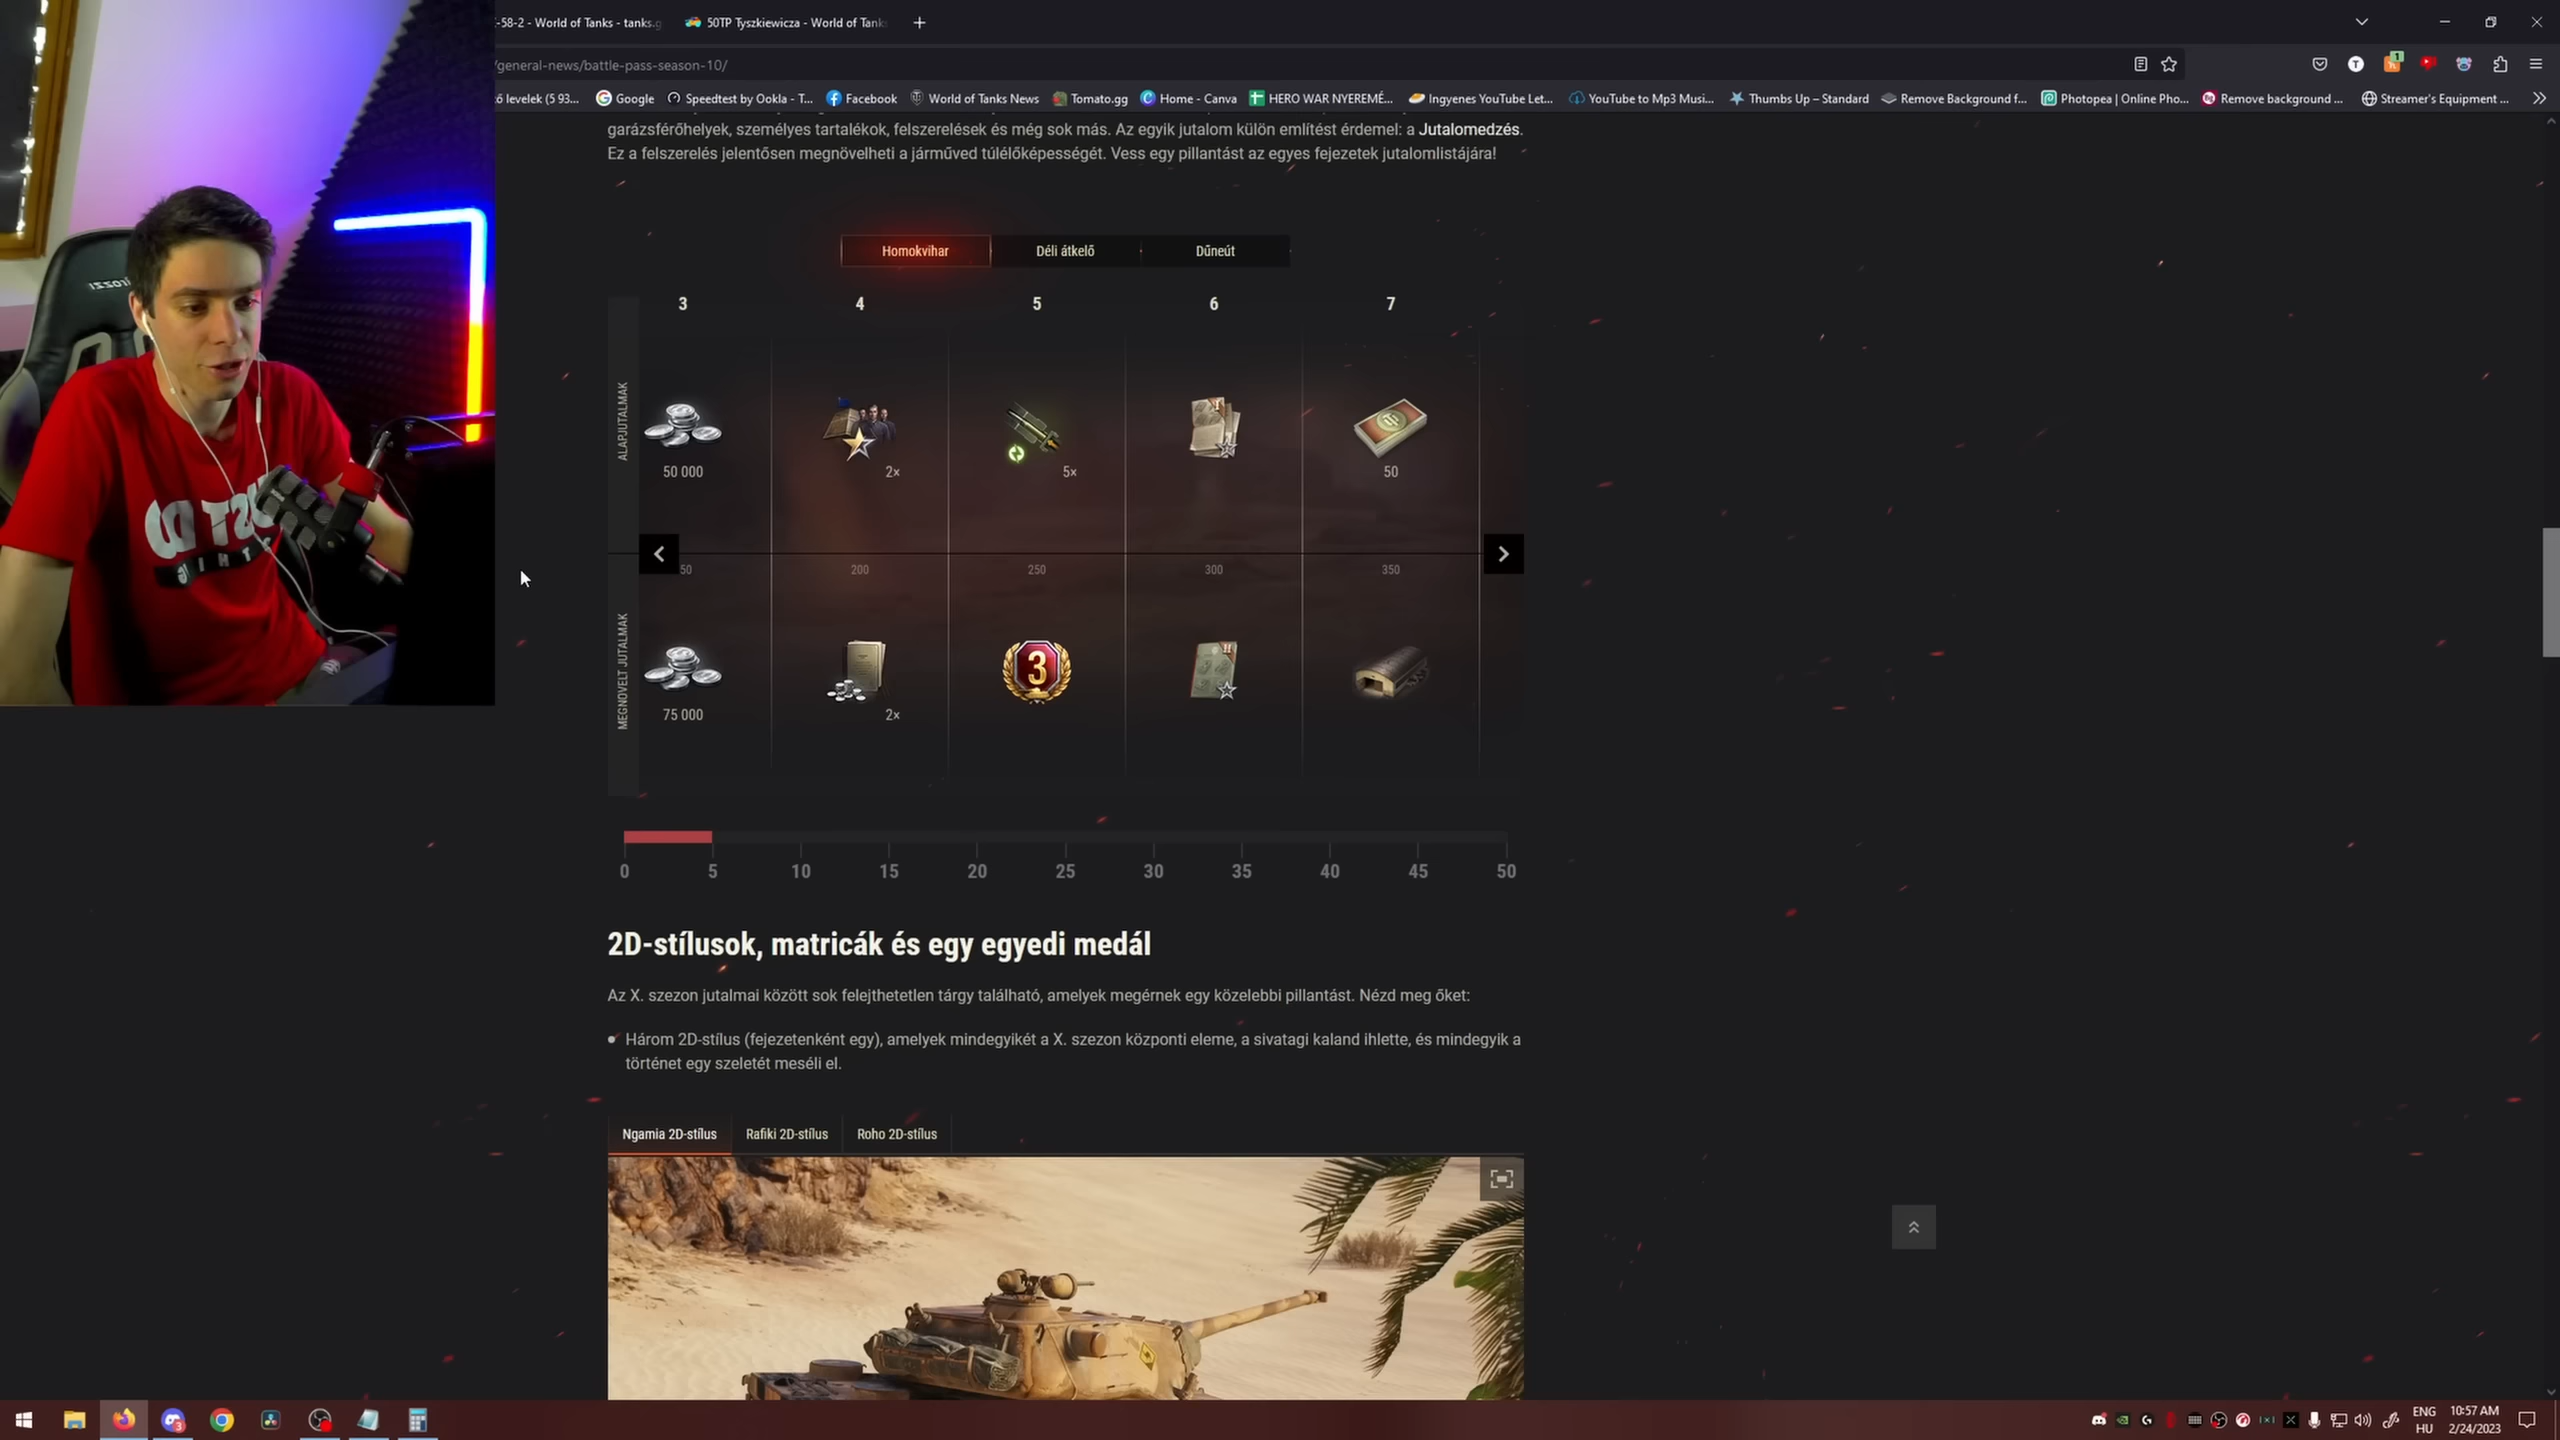 E-58-2 - World of Tanks - tanks.g
50TP Tyszkiewicza - World of Tank
/general-news/battle-pass-season-10/
ő levelek (5 93...
Google
Speedtest by Ookla - T...
Facebook
World of Tanks News
Tomato.gg
Home - Canva
HERO WAR NYEREMÉ...
Ingyenes YouTube Let...
YouTube to Mp3 Musi...
Thumbs Up – Standard
Remove Background f...
Photopea | Online Pho...
Remove background ...
Streamer's Equipment ...
garázsférőhelyek, személyes tartalékok, felszerelések és még sok más. Az egyik jutalom külön említést érdemel: a Jutalomedzés.
Ez a felszerelés jelentősen megnövelheti a járműved túlélőképességét. Vess egy pillantást az egyes fejezetek jutalomlistájára!
Homokvihar
Déli átkelő
Dűneút
3 4 5 6 7
ALAPJUTALMAK
50 000 2x 5x 50
50 200 250 300 350
MEGNÖVELT JUTALMAK
3
75 000 2x
0 5 10 15 20 25 30 35 40 45 50
2D-stílusok, matricák és egy egyedi medál
Az X. szezon jutalmai között sok felejthetetlen tárgy található, amelyek megérnek egy közelebbi pillantást. Nézd meg őket:
Három 2D-stílus (fejezetenként egy), amelyek mindegyikét a X. szezon központi eleme, a sivatagi kaland ihlette, és mindegyik a
történet egy szeletét meséli el.
Ngamia 2D-stílus
Rafiki 2D-stílus
Roho 2D-stílus
ENG
HU
10:57 AM
2/24/2023